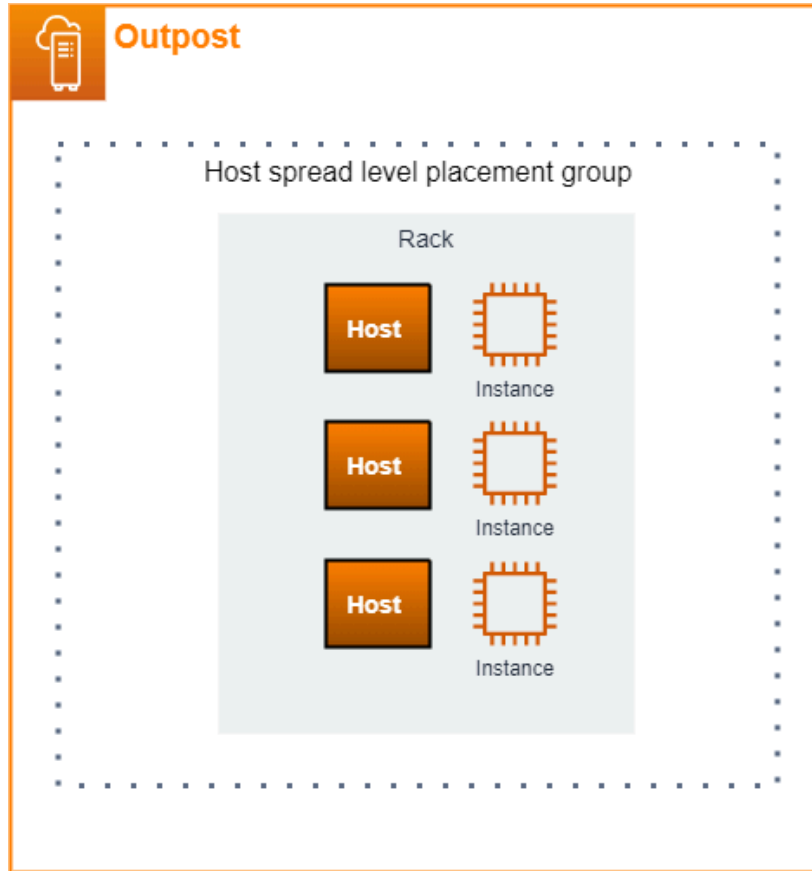 Outpost
Host spread level placement group
Rack
Host
Instance
Host
Instance
Host
Instance